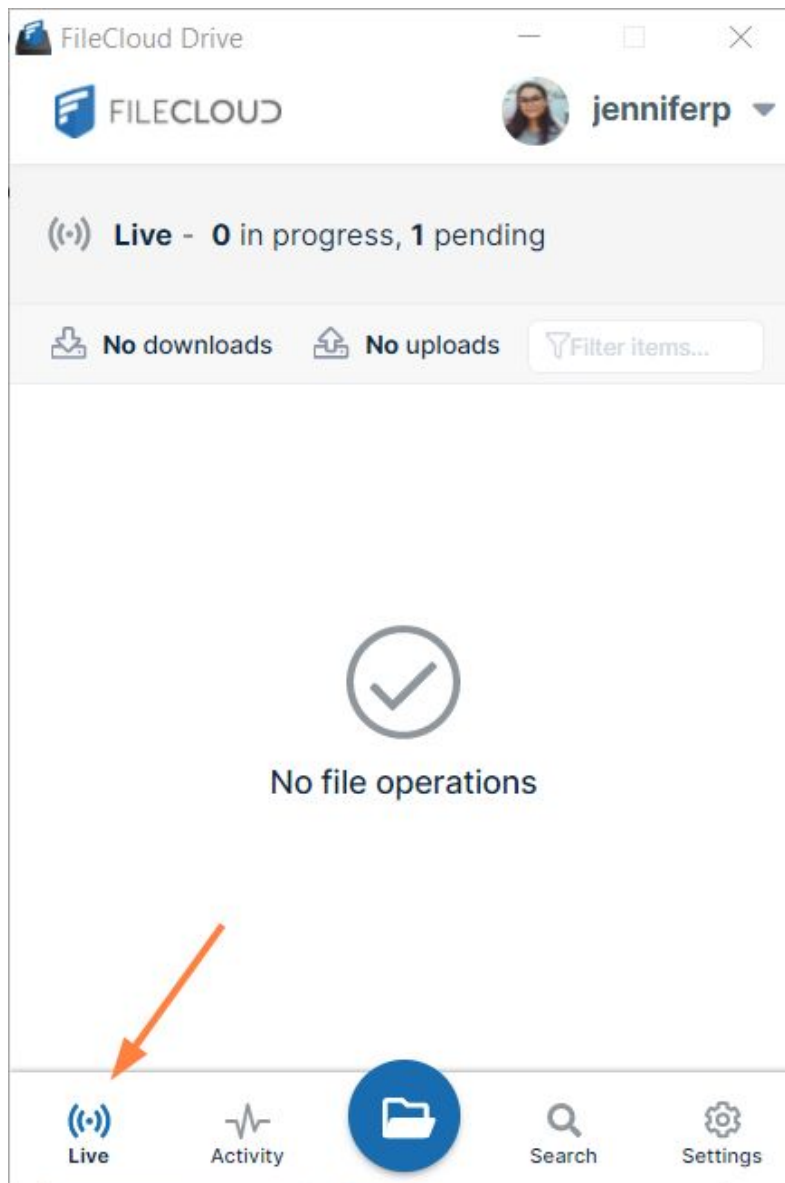 FileCloud Drive
FILECLOUD
jenniferp
Live - 0 in progress, 1 pending
No downloads No uploads Filter items...
No file operations
Live Activity Search Settings